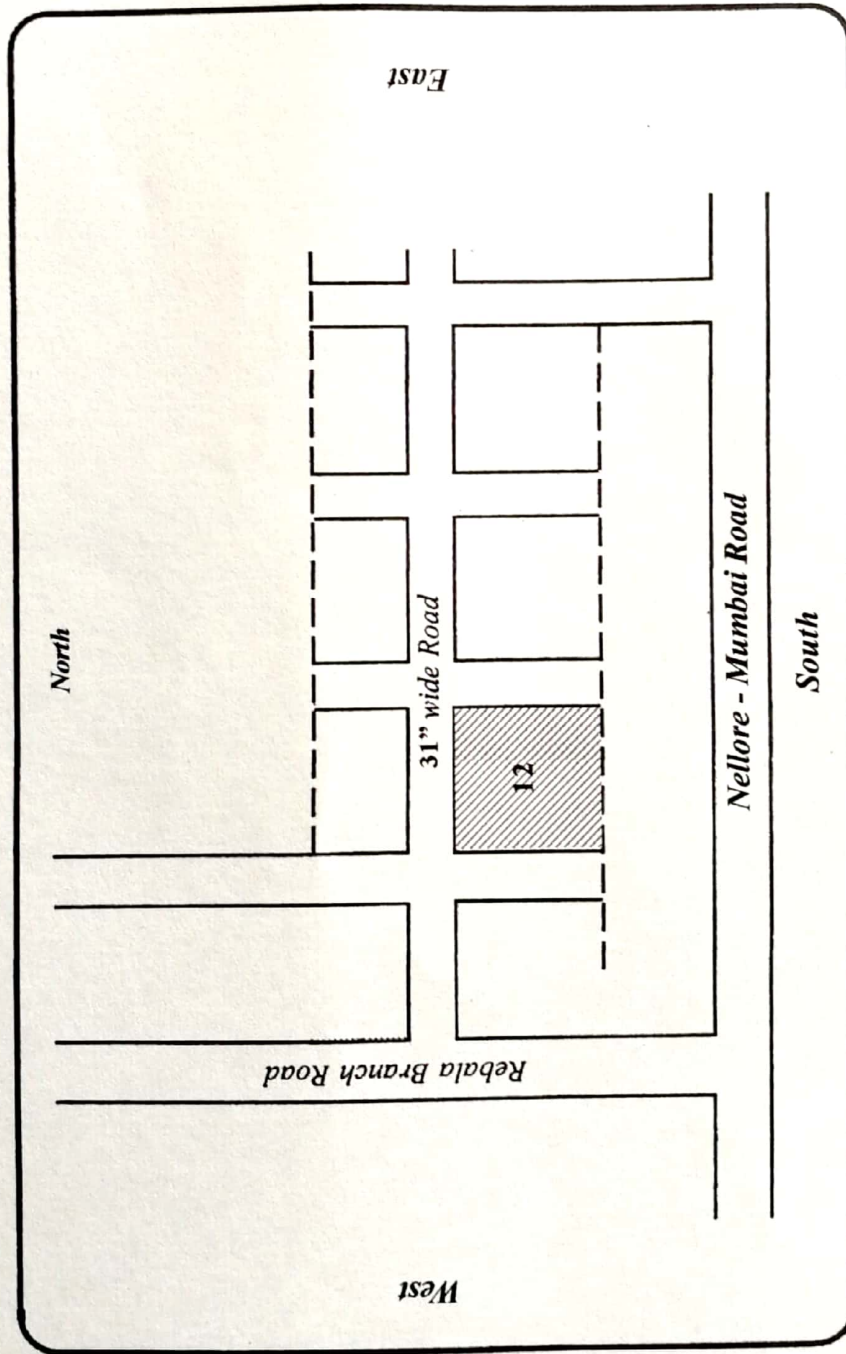 North
East
31” wide Road
12
Rebala Branch Road
Nellore - Mumbai Road
West
South